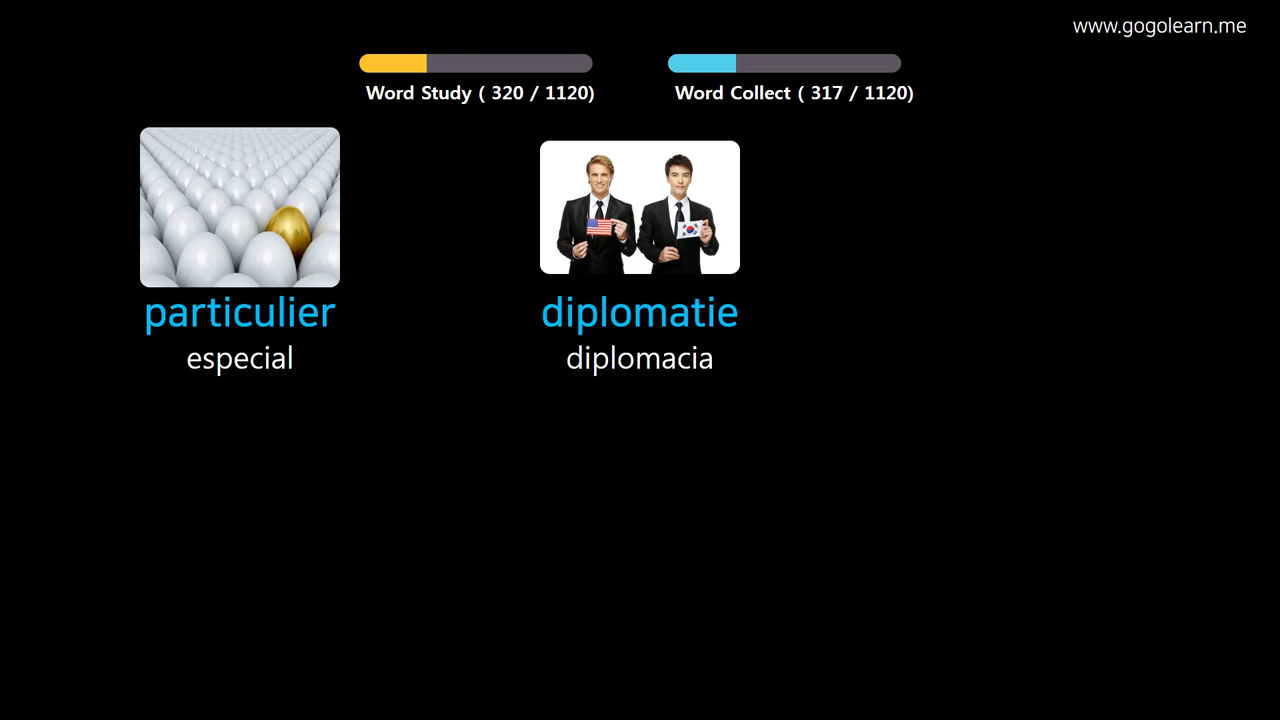 www.gogolearn.me
Word Study ( 320 / 1120)
Word Collect ( 317 / 1120)
particulier
especial
diplomatie
diplomacia